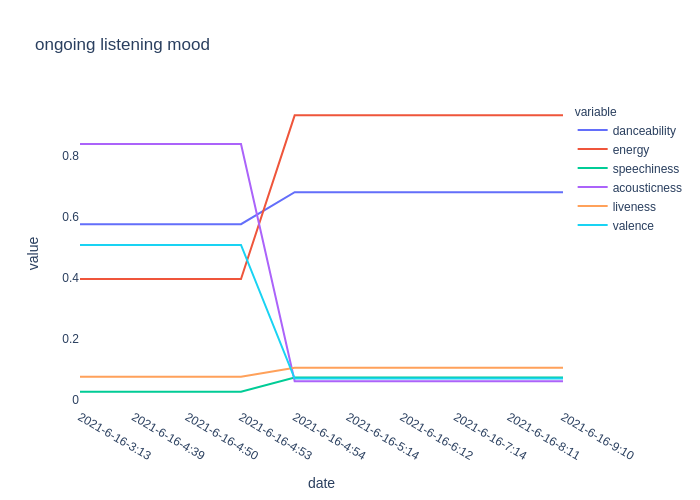 ongoing listening mood
variable
danceability
energy
speechiness
acousticness
liveness
valence
value
0.8
0.6
0.4
0.2
0
2021-6-16-3:13
2021-6-16-4:39
2021-6-16-4:50
2021-6-16-4:53
2021-6-16-4:54
2021-6-16-5:14
2021-6-16-6:12
2021-6-16-7:14
2021-6-16-8:11
2021-6-16-9:10
date